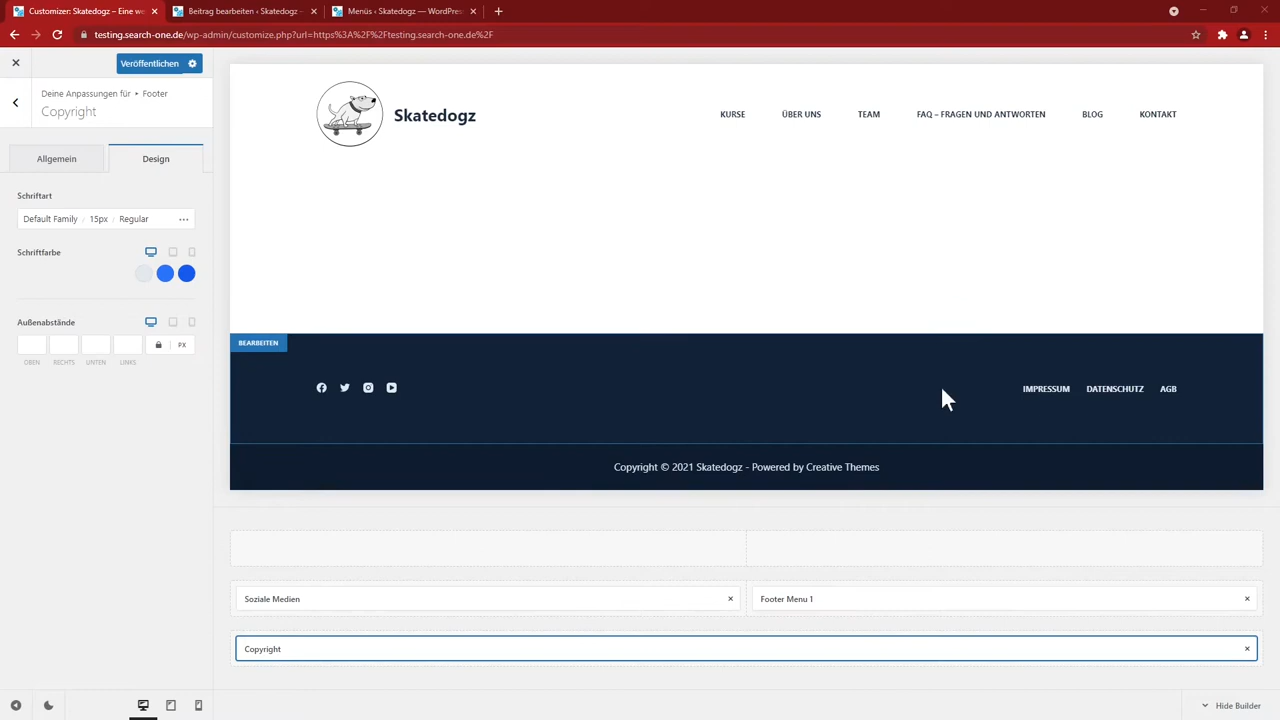 Customizer: Skatedogz – Eine we
Beitrag bearbeiten ‹ Skatedogz –
Menüs ‹ Skatedogz — WordPres
testing.search-one.de/wp-admin/customize.php?url=https%3A%2F%2Ftesting.search-one.de%2F
Veröffentlichen
Deine Anpassungen für ▸ Footer
Copyright
Allgemein
Design
Schriftart
Default Family / 15px / Regular
Schriftfarbe
Außenabstände
PX
OBEN RECHTS UNTEN LINKS
Skatedogz
KURSE ÜBER UNS TEAM FAQ – FRAGEN UND ANTWORTEN BLOG KONTAKT
BEARBEITEN
IMPRESSUM DATENSCHUTZ AGB
Copyright © 2021 Skatedogz - Powered by Creative Themes
Soziale Medien
Footer Menu 1
Copyright
Hide Builder